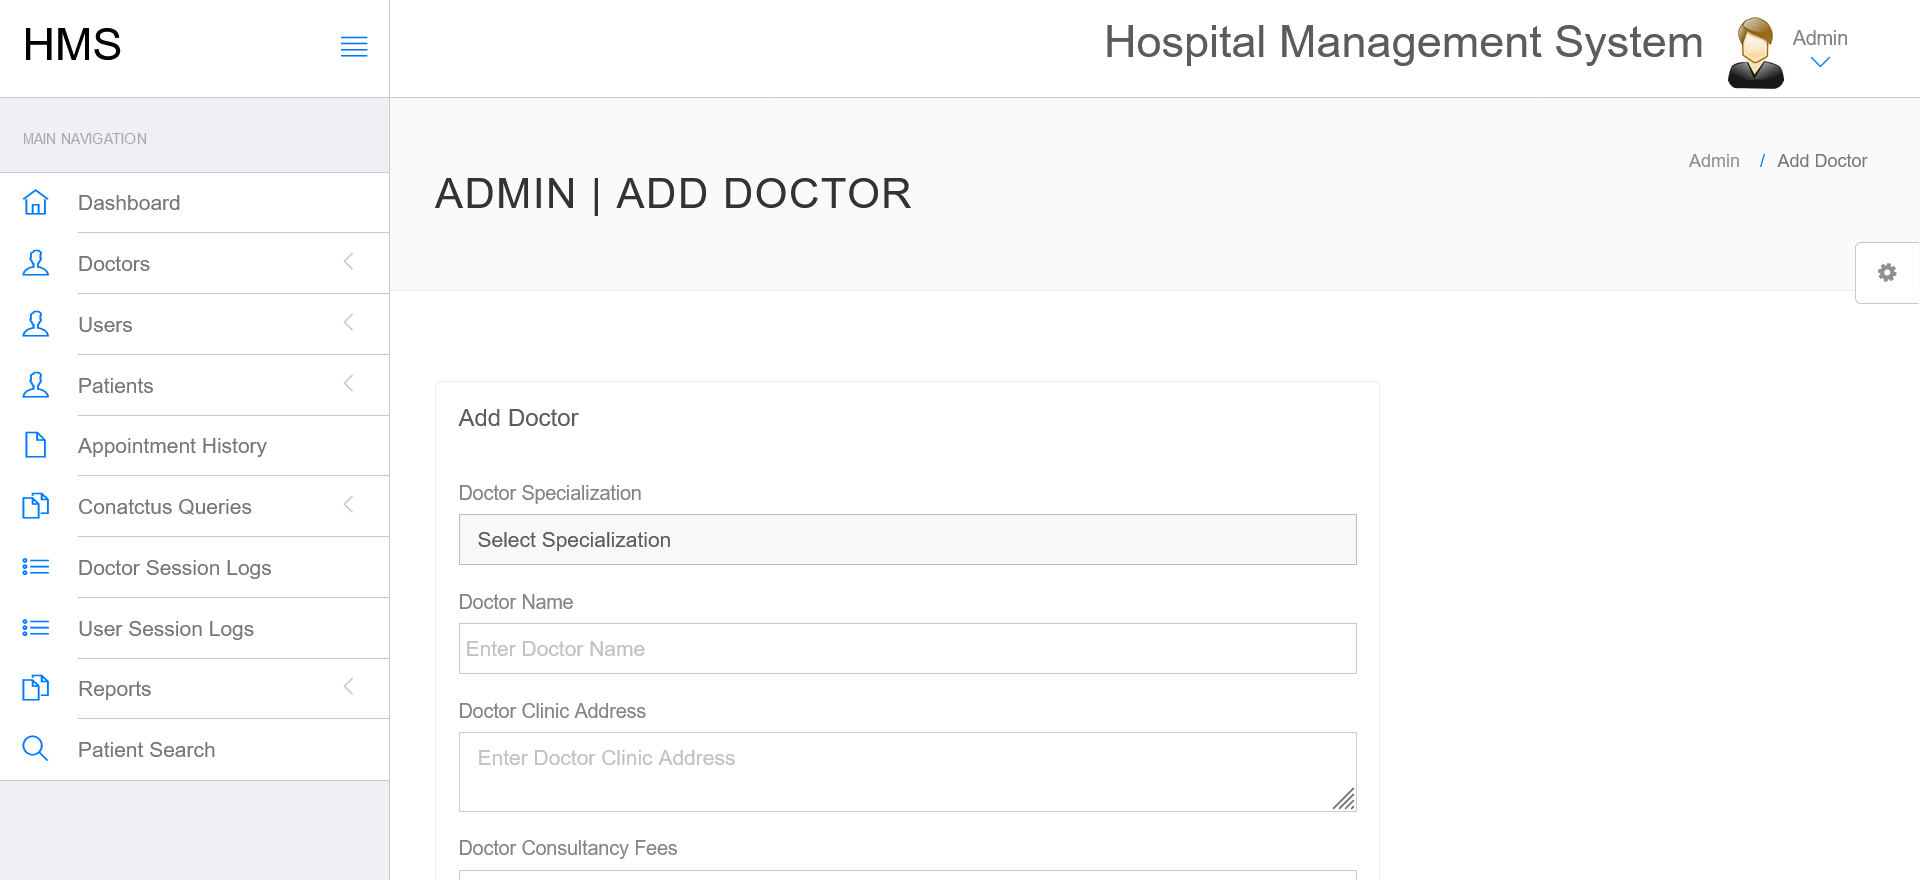 HMS
Hospital Management System
Admin
MAIN NAVIGATION
Dashboard
Doctors
Users
Patients
Appointment History
Conatctus Queries
Doctor Session Logs
User Session Logs
Reports
Patient Search
ADMIN | ADD DOCTOR
Admin / Add Doctor
Add Doctor
Doctor Specialization
Select Specialization
Doctor Name
Enter Doctor Name
Doctor Clinic Address
Enter Doctor Clinic Address
Doctor Consultancy Fees